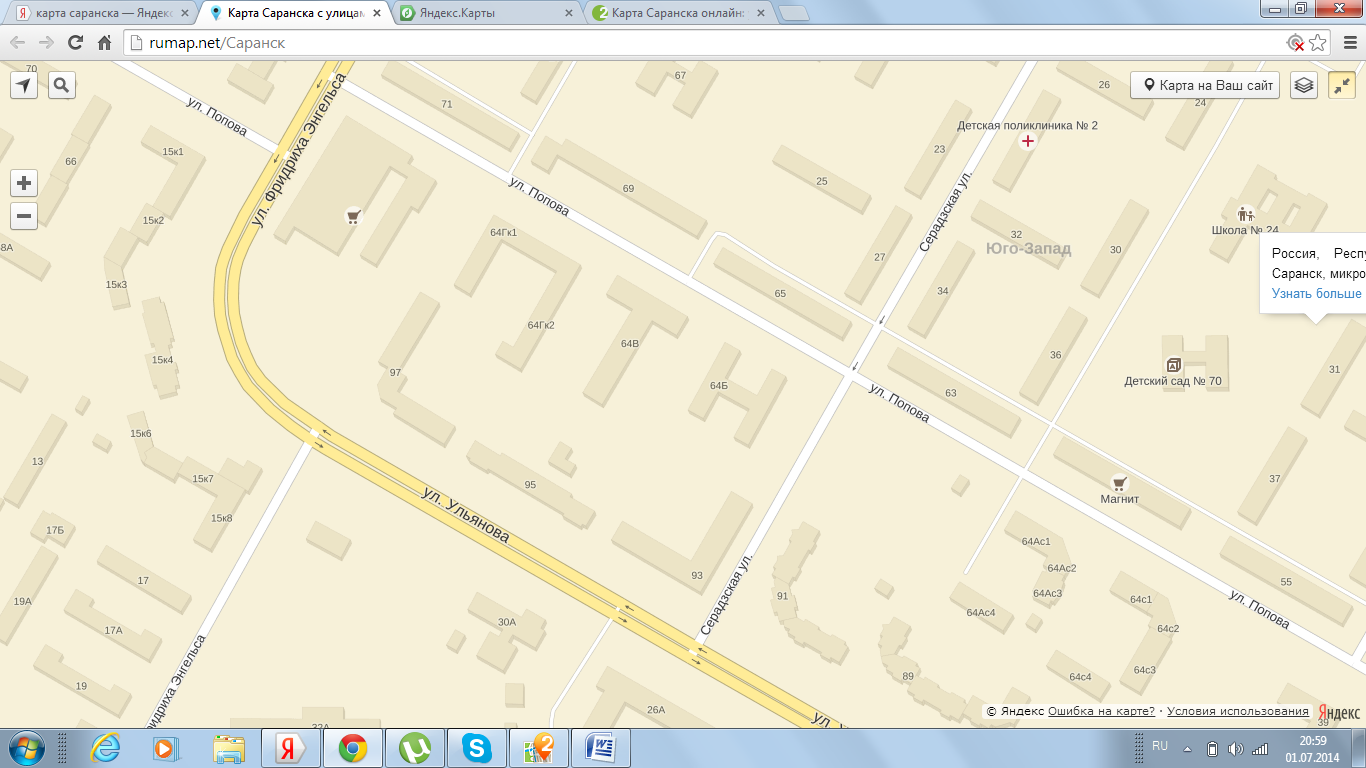 карта саранска — Яндекс
Карта Саранска с улицам
Яндекс.Карты
Карта Саранска онлайн:
rumap.net/Саранск
Карта на Ваш сайт
70
67
71
26
24
ул. Попова
ул. Фридриха Энгельса
Детская поликлиника № 2
15к1
66
23
25
69
ул. Попова
Серадзская ул.
15к2
Школа № 24
64Гк1
32
30
Юго-Запад
27
Россия, Респу
Саранск, микро
Узнать больше
15к3
34
65
64Гк2
64В
36
15к4
97
64Б
Детский сад № 70
31
63
ул. Попова
15к6
13
15к7
95
Магнит
37
ул. Ульянова
15к8
17Б
64Ас1
64Ас2
17
93
55
64Ас3
91
19А
64с1
ул. Попова
Серадзская ул.
64Ас4
30А
17А
64с2
64с3
89
64с4
19
26А
© Яндекс Ошибка на карте? · Условия использования
Яндекс
32А
39
RU
20:59
01.07.2014